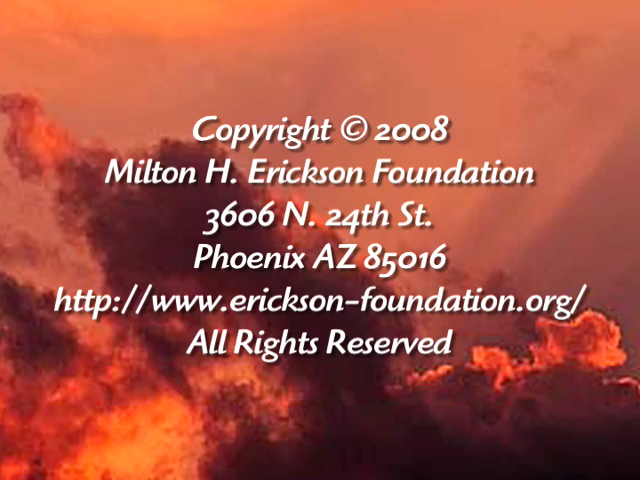 Copyright © 2008
Milton H. Erickson Foundation
3606 N. 24th St.
Phoenix AZ 85016
http://www.erickson-foundation.org/
All Rights Reserved